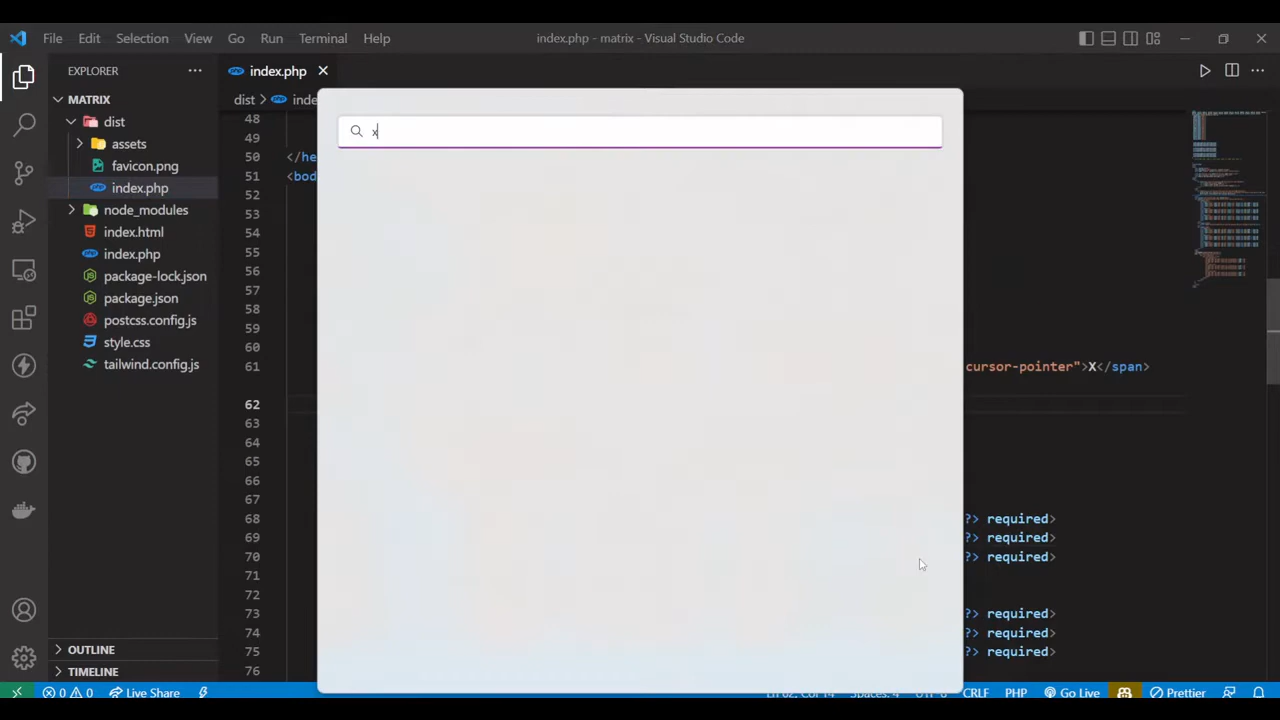 File Edit Selection View Go Run Terminal Help
index.php - matrix - Visual Studio Code
EXPLORER
index.php
MATRIX
dist
assets
favicon.png
index.php
node_modules
index.html
index.php
package-lock.json
package.json
postcss.config.js
style.css
tailwind.config.js
OUTLINE
TIMELINE
dist > inde
x
48
49
50 </he
51 <bod
52
53
54
55
56
57
58
59
60
61 cursor-pointer">X</span>
62
63
64
65
66
67
68 ?> required>
69 ?> required>
70 ?> required>
71
72
73 ?> required>
74 ?> required>
75 ?> required>
76
0 0 Live Share
CRLF PHP Go Live Prettier